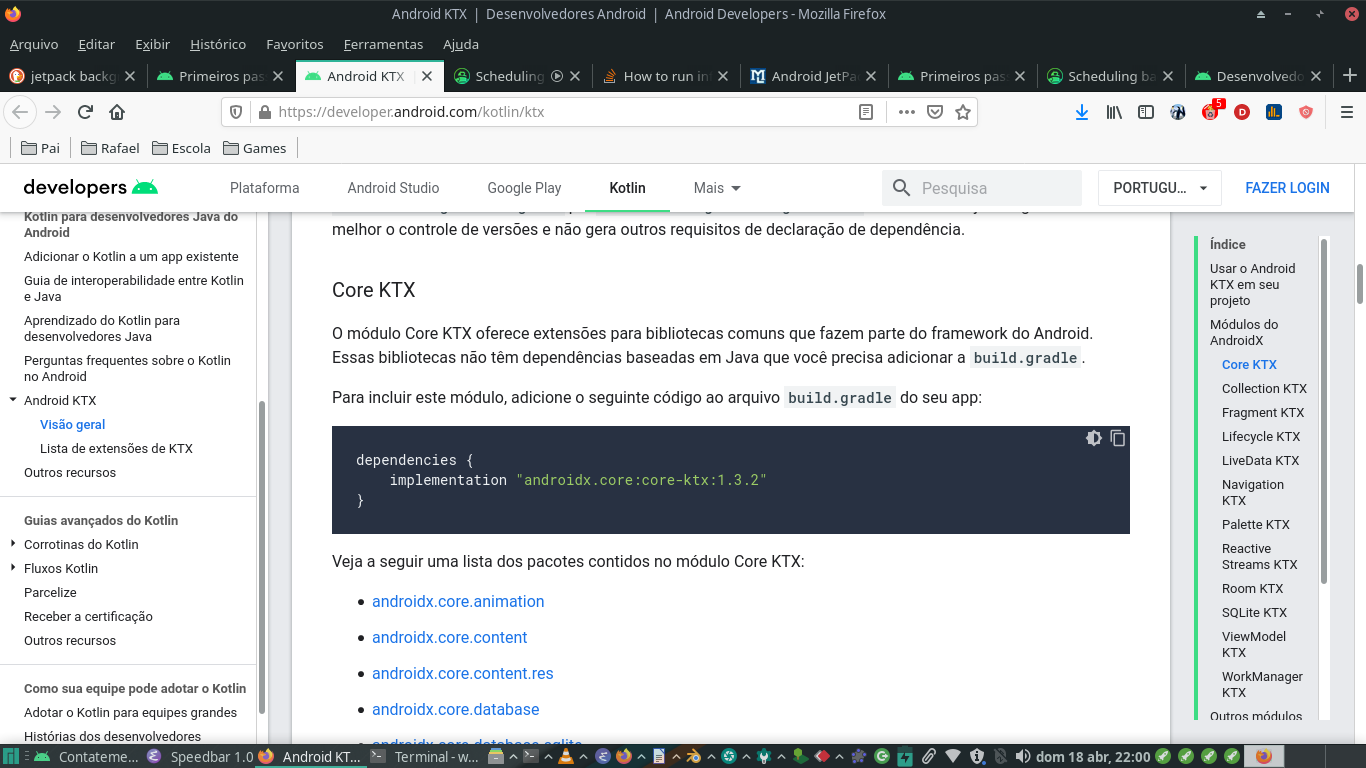 Android KTX | Desenvolvedores Android | Android Developers - Mozilla Firefox
Arquivo Editar Exibir Histórico Favoritos Ferramentas Ajuda
jetpack backg Primeiros pas Android KTX Scheduling How to run inf Android JetPa Primeiros pas Scheduling ba Desenvolvedo
https://developer.android.com/kotlin/ktx
5
Pai Rafael Escola Games
developers Plataforma Android Studio Google Play Kotlin Mais Pesquisa PORTUGU... FAZER LOGIN
Kotlin para desenvolvedores Java do
Android
Adicionar o Kotlin a um app existente
Guia de interoperabilidade entre Kotlin
e Java
Aprendizado do Kotlin para
desenvolvedores Java
Perguntas frequentes sobre o Kotlin
no Android
Android KTX
Visão geral
Lista de extensões de KTX
Outros recursos
Guias avançados do Kotlin
Corrotinas do Kotlin
Fluxos Kotlin
Parcelize
Receber a certificação
Outros recursos
Como sua equipe pode adotar o Kotlin
Adotar o Kotlin para equipes grandes
Histórias dos desenvolvedores
melhor o controle de versões e não gera outros requisitos de declaração de dependência.
Core KTX
O módulo Core KTX oferece extensões para bibliotecas comuns que fazem parte do framework do Android.
Essas bibliotecas não têm dependências baseadas em Java que você precisa adicionar a build.gradle.
Para incluir este módulo, adicione o seguinte código ao arquivo build.gradle do seu app:
dependencies {
implementation "androidx.core:core-ktx:1.3.2"
}
Veja a seguir uma lista dos pacotes contidos no módulo Core KTX:
androidx.core.animation
androidx.core.content
androidx.core.content.res
androidx.core.database
androidx.core.database.sqlite
Índice
Usar o Android
KTX em seu
projeto
Módulos do
AndroidX
Core KTX
Collection KTX
Fragment KTX
Lifecycle KTX
LiveData KTX
Navigation
KTX
Palette KTX
Reactive
Streams KTX
Room KTX
SQLite KTX
ViewModel
KTX
WorkManager
KTX
Outros módulos
Contateme... Speedbar 1.0 Android KT... Terminal - w... dom 18 abr, 22:00